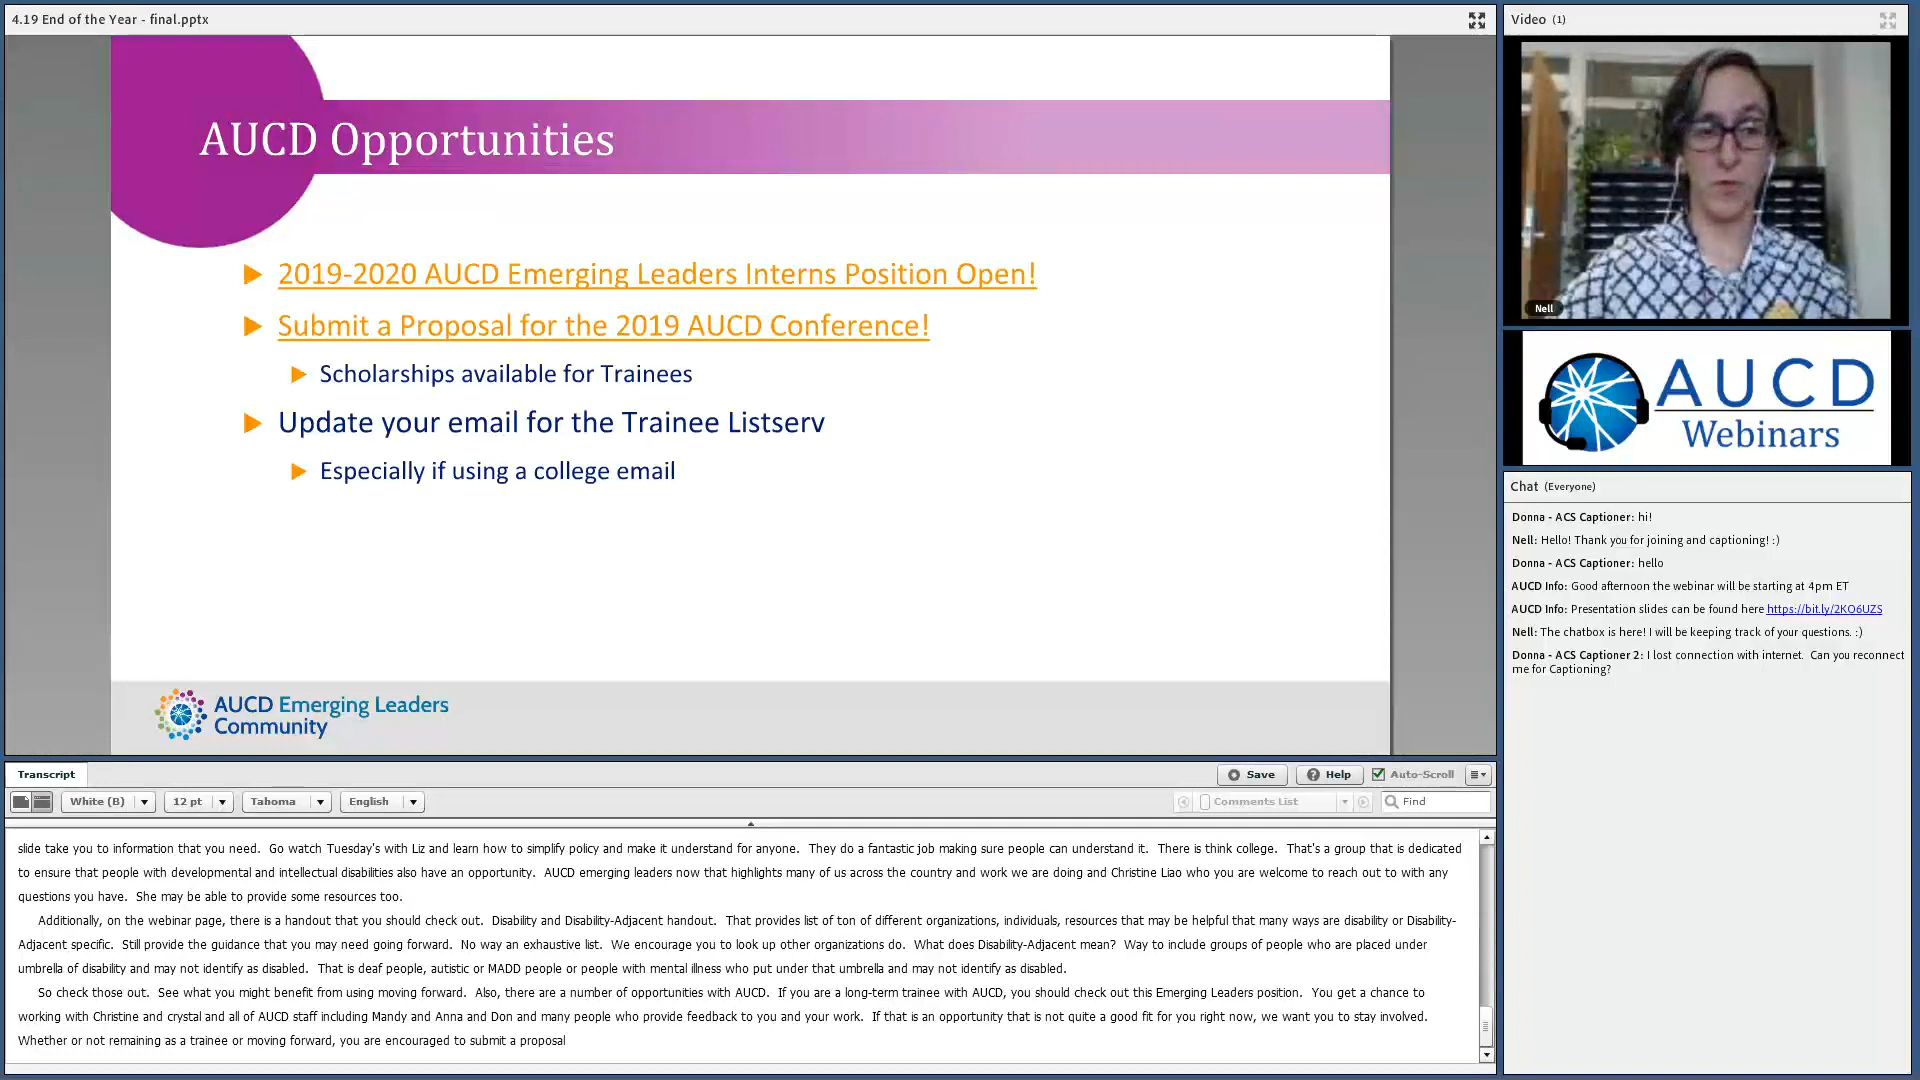 4.19 End of the Year - final.pptx
AUCD Opportunities
2019-2020 AUCD Emerging Leaders Interns Position Open!
Submit a Proposal for the 2019 AUCD Conference!
Scholarships available for Trainees
Update your email for the Trainee Listserv
Especially if using a college email
AUCD Emerging Leaders
Community
Video (1)
Nell
AUCD
Webinars
Chat (Everyone)
Donna - ACS Captioner: hi!
Nell: Hello! Thank you for joining and captioning! :)
Donna - ACS Captioner: hello
AUCD Info: Good afternoon the webinar will be starting at 4pm ET
AUCD Info: Presentation slides can be found here https://bit.ly/2KO6UZS
Nell: The chatbox is here! I will be keeping track of your questions. :)
Donna - ACS Captioner 2: I lost connection with internet. Can you reconnect
me for Captioning?
Transcript
Save
Help
Auto-Scroll
White (B)
12 pt
Tahoma
English
Comments List
Find
slide take you to information that you need. Go watch Tuesday's with Liz and learn how to simplify policy and make it understand for anyone. They do a fantastic job making sure people can understand it. There is think college. That's a group that is dedicated
to ensure that people with developmental and intellectual disabilities also have an opportunity. AUCD emerging leaders now that highlights many of us across the country and work we are doing and Christine Liao who you are welcome to reach out to with any
questions you have. She may be able to provide some resources too.
Additionally, on the webinar page, there is a handout that you should check out. Disability and Disability-Adjacent handout. That provides list of ton of different organizations, individuals, resources that may be helpful that many ways are disability or Disability-
Adjacent specific. Still provide the guidance that you may need going forward. No way an exhaustive list. We encourage you to look up other organizations do. What does Disability-Adjacent mean? Way to include groups of people who are placed under
umbrella of disability and may not identify as disabled. That is deaf people, autistic or MADD people or people with mental illness who put under that umbrella and may not identify as disabled.
So check those out. See what you might benefit from using moving forward. Also, there are a number of opportunities with AUCD. If you are a long-term trainee with AUCD, you should check out this Emerging Leaders position. You get a chance to
working with Christine and crystal and all of AUCD staff including Mandy and Anna and Don and many people who provide feedback to you and your work. If that is an opportunity that is not quite a good fit for you right now, we want you to stay involved.
Whether or not remaining as a trainee or moving forward, you are encouraged to submit a proposal